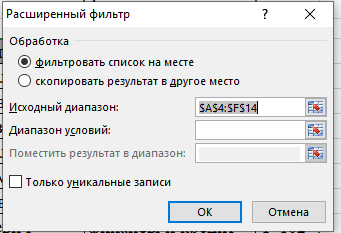 Расширенный фильтр
Обработка
фильтровать список на месте
скопировать результат в другое место
Исходный диапазон: $A$4:$F$14
Диапазон условий:
Поместить результат в диапазон:
Только уникальные записи
ОК Отмена